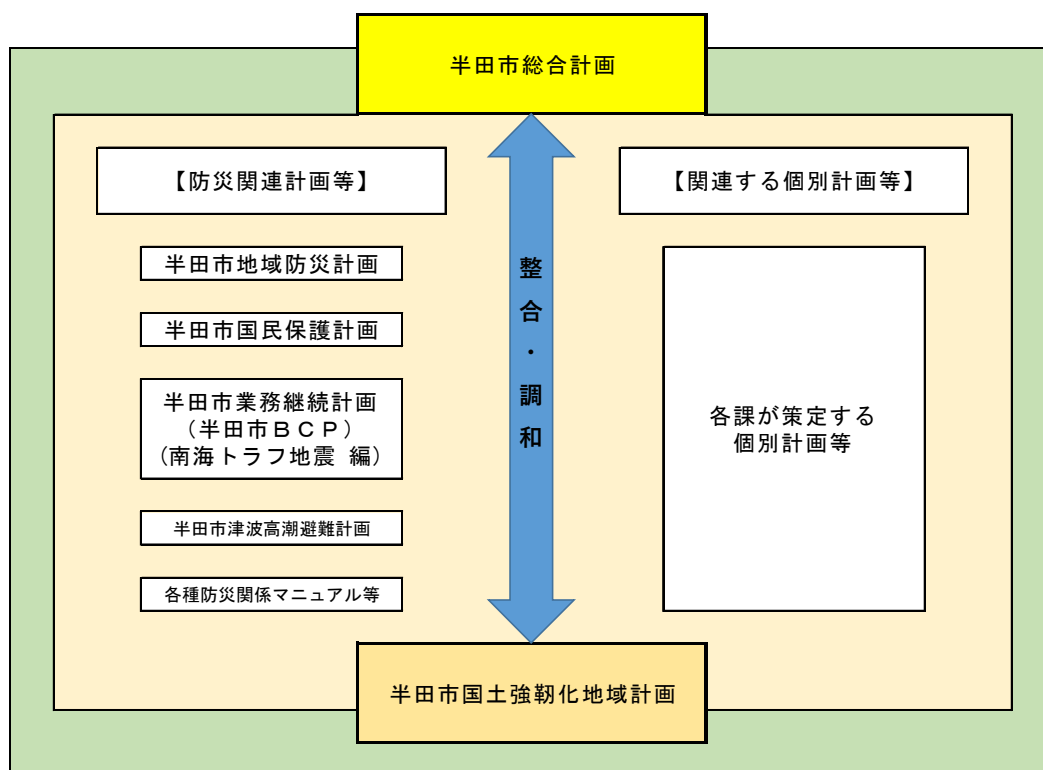 半田市総合計画
【防災関連計画等】
半田市地域防災計画
半田市国民保護計画
半田市業務継続計画
（半田市ＢＣＰ）
（南海トラフ地震 編）
半田市津波高潮避難計画
各種防災関係マニュアル等
整合・調和
【関連する個別計画等】
各課が策定する
個別計画等
半田市国土強靭化地域計画